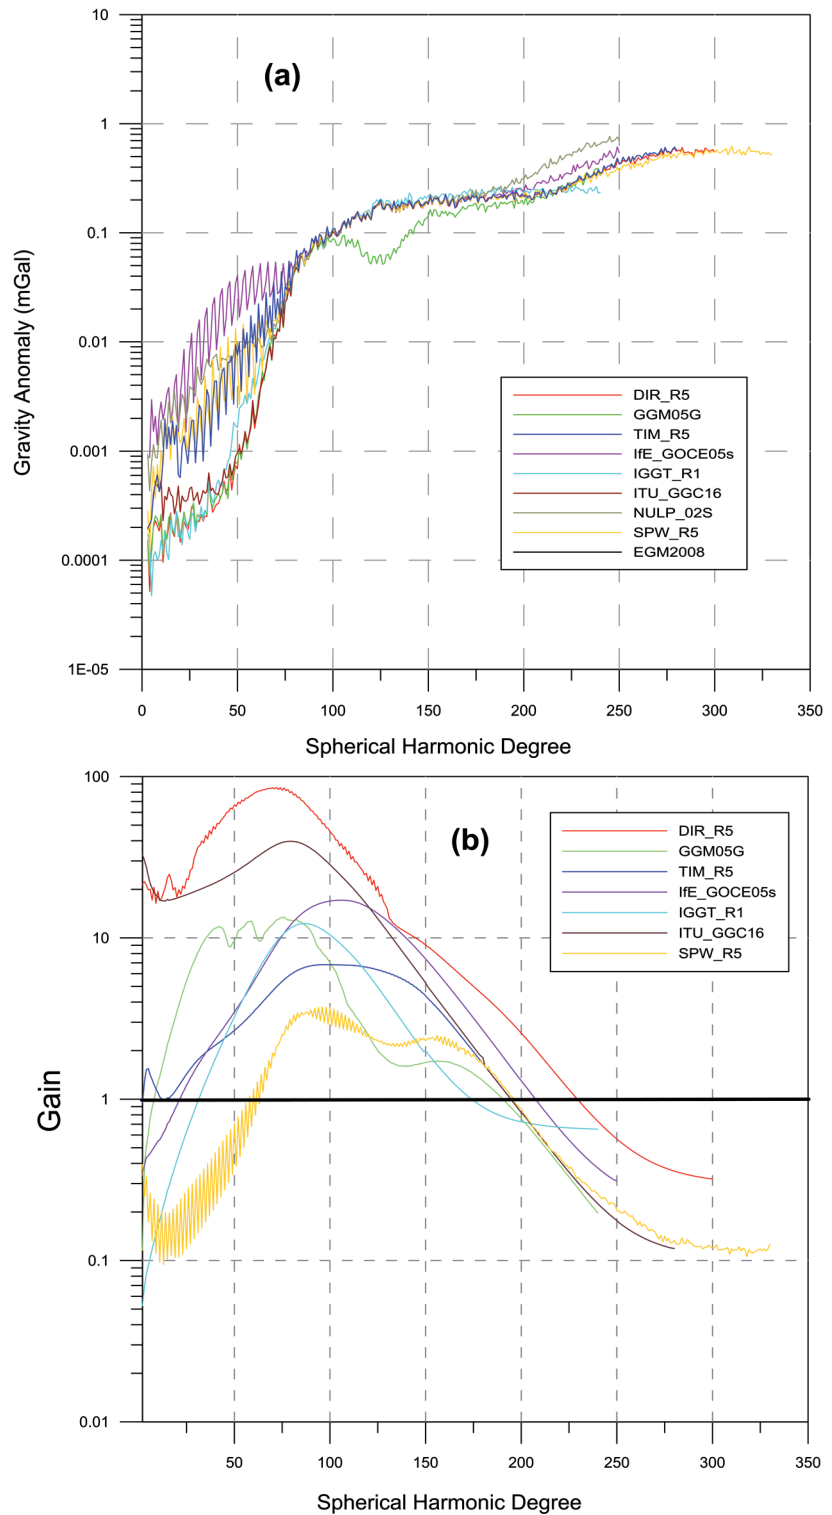 10
(a)
1
0.1
0.01
0.001
0.0001
1E-05
Gravity Anomaly (mGal)
DIR_R5
GGM05G
TIM_R5
IfE_GOCE05s
IGGT_R1
ITU_GGC16
NULP_02S
SPW_R5
EGM2008
0 50 100 150 200 250 300 350
Spherical Harmonic Degree
100
(b)
10
1
0.1
0.01
Gain
DIR_R5
GGM05G
TIM_R5
IfE_GOCE05s
IGGT_R1
ITU_GGC16
SPW_R5
50 100 150 200 250 300 350
Spherical Harmonic Degree